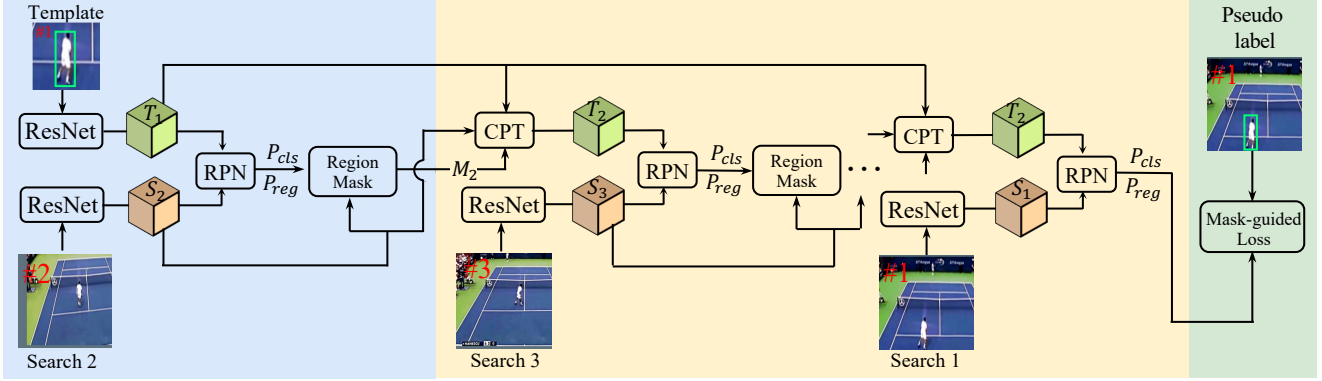 Template
#1
ResNet
T1
RPN
Pcls
Preg
Region
Mask
M2
ResNet
S2
#2
Search 2
CPT
T2
RPN
Pcls
Preg
Region
Mask
...
ResNet
S3
#3
Search 3
CPT
T2
RPN
Pcls
Preg
ResNet
S1
#1
Search 1
Pseudo
label
#1
Mask-guided
Loss